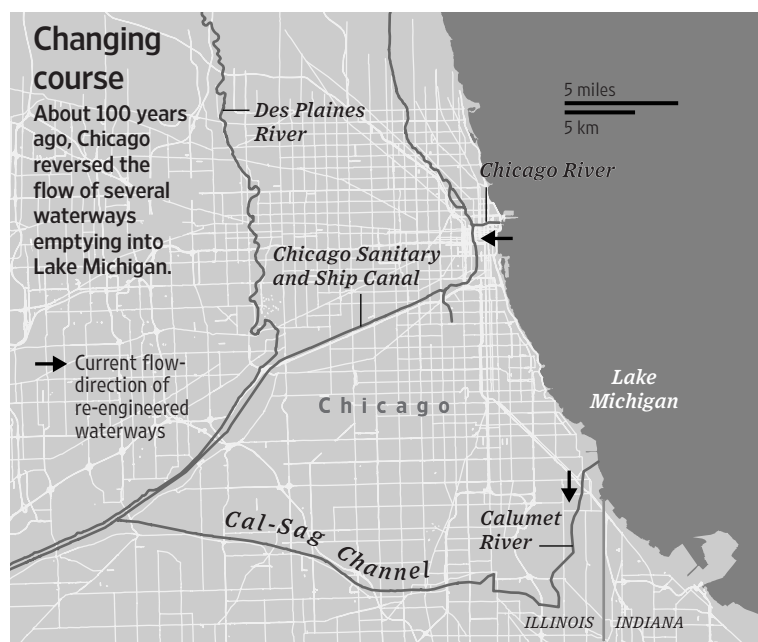 Changing
course
About 100 years
ago, Chicago
reversed the
flow of several
waterways
emptying into
Lake Michigan.
Des Plaines
River
5 miles
5 km
Chicago River
Chicago Sanitary
and Ship Canal
Current flow-
direction of
re-engineered
waterways
Chicago
Lake
Michigan
Cal-Sag Channel
Calumet
River
ILLINOIS
INDIANA